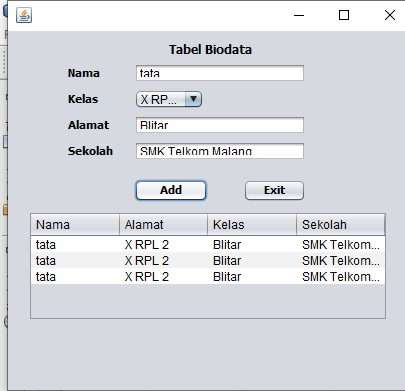 Tabel Biodata
Nama tata
Kelas X RP...
Alamat Blitar
Sekolah SMK Telkom Malang
Add Exit
Nama Alamat Kelas Sekolah
tata X RPL 2 Blitar SMK Telkom...
tata X RPL 2 Blitar SMK Telkom...
tata X RPL 2 Blitar SMK Telkom...